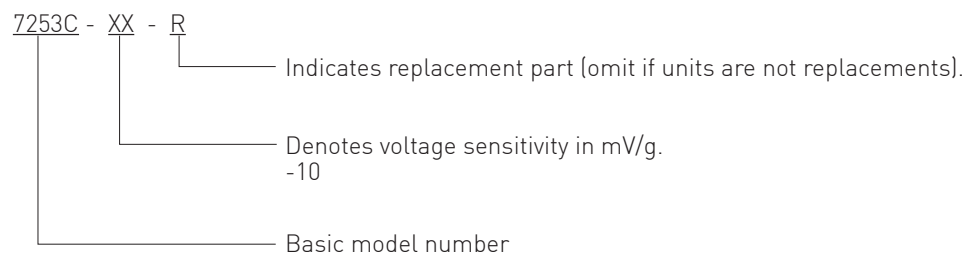 7253C - XX - R
Indicates replacement part (omit if units are not replacements).
Denotes voltage sensitivity in mV/g.
-10
Basic model number